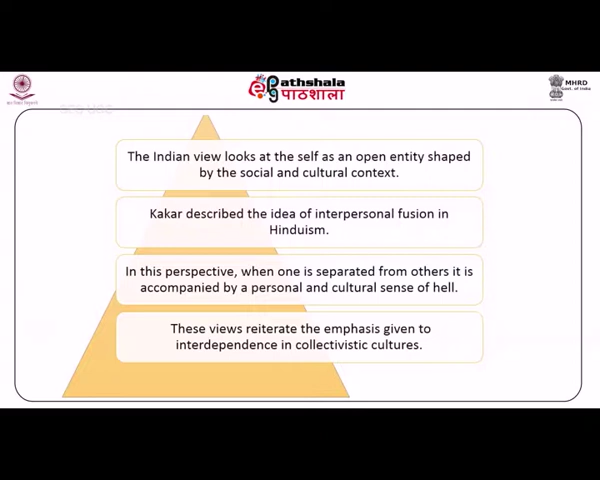 Pathshala
पाठशाला
MHRD
Govt. of India
The Indian view looks at the self as an open entity shaped
by the social and cultural context.
Kakar described the idea of interpersonal fusion in
Hinduism.
In this perspective, when one is separated from others it is
accompanied by a personal and cultural sense of hell.
These views reiterate the emphasis given to
interdependence in collectivistic cultures.